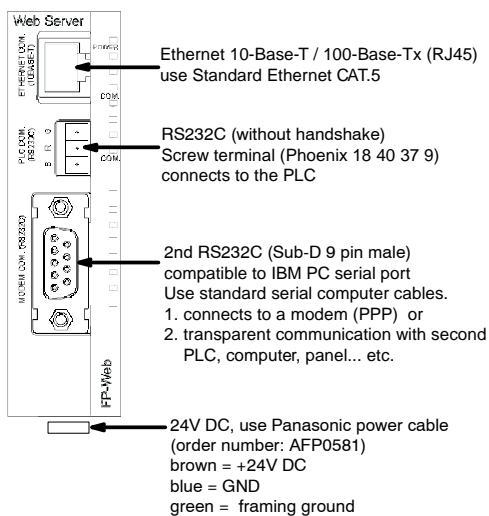 Web Server
ETHERNET COM.
(10BASE-T)
POWER
COM.
Ethernet 10-Base-T / 100-Base-Tx (RJ45)
use Standard Ethernet CAT.5
PLC COM.
(RS232C)
B R G
COM.
RS232C (without handshake)
Screw terminal (Phoenix 18 40 37 9)
connects to the PLC
MODEM COM. (RS232C)
2nd RS232C (Sub-D 9 pin male)
compatible to IBM PC serial port
Use standard serial computer cables.
1. connects to a modem (PPP) or
2. transparent communication with second
PLC, computer, panel... etc.
FP-Web
24V DC, use Panasonic power cable
(order number: AFP0581)
brown = +24V DC
blue = GND
green = framing ground